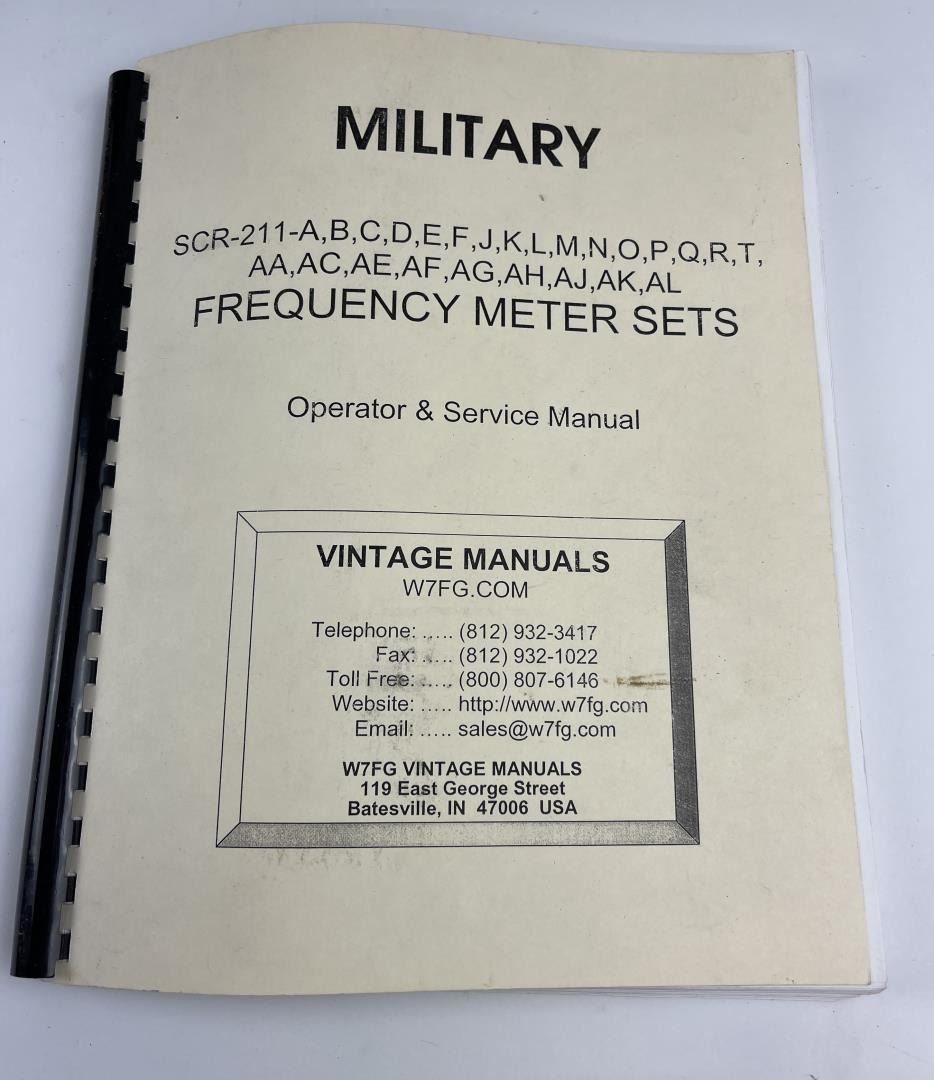 MILITARY
SCR-211-A,B,C,D,E,F,J,K,L,M,N,O,P,Q,R,T,
AA,AC,AE,AF,AG,AH,AJ,AK,AL
FREQUENCY METER SETS
Operator & Service Manual
VINTAGE MANUALS
W7FG.COM
Telephone: ..... (812) 932-3417
Fax: ..... (812) 932-1022
Toll Free: ..... (800) 807-6146
Website: ..... http://www.w7fg.com
Email: ..... sales@w7fg.com
W7FG VINTAGE MANUALS
119 East George Street
Batesville, IN 47006 USA